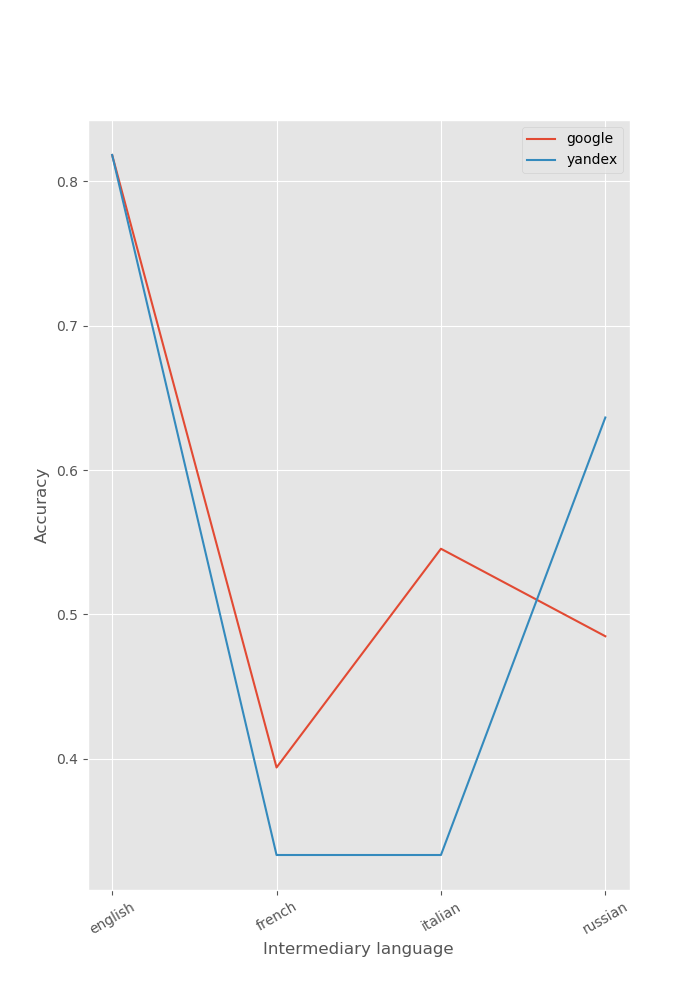 google
yandex
0.8
0.7
0.6
0.5
0.4
Accuracy
english
french
italian
russian
Intermediary language